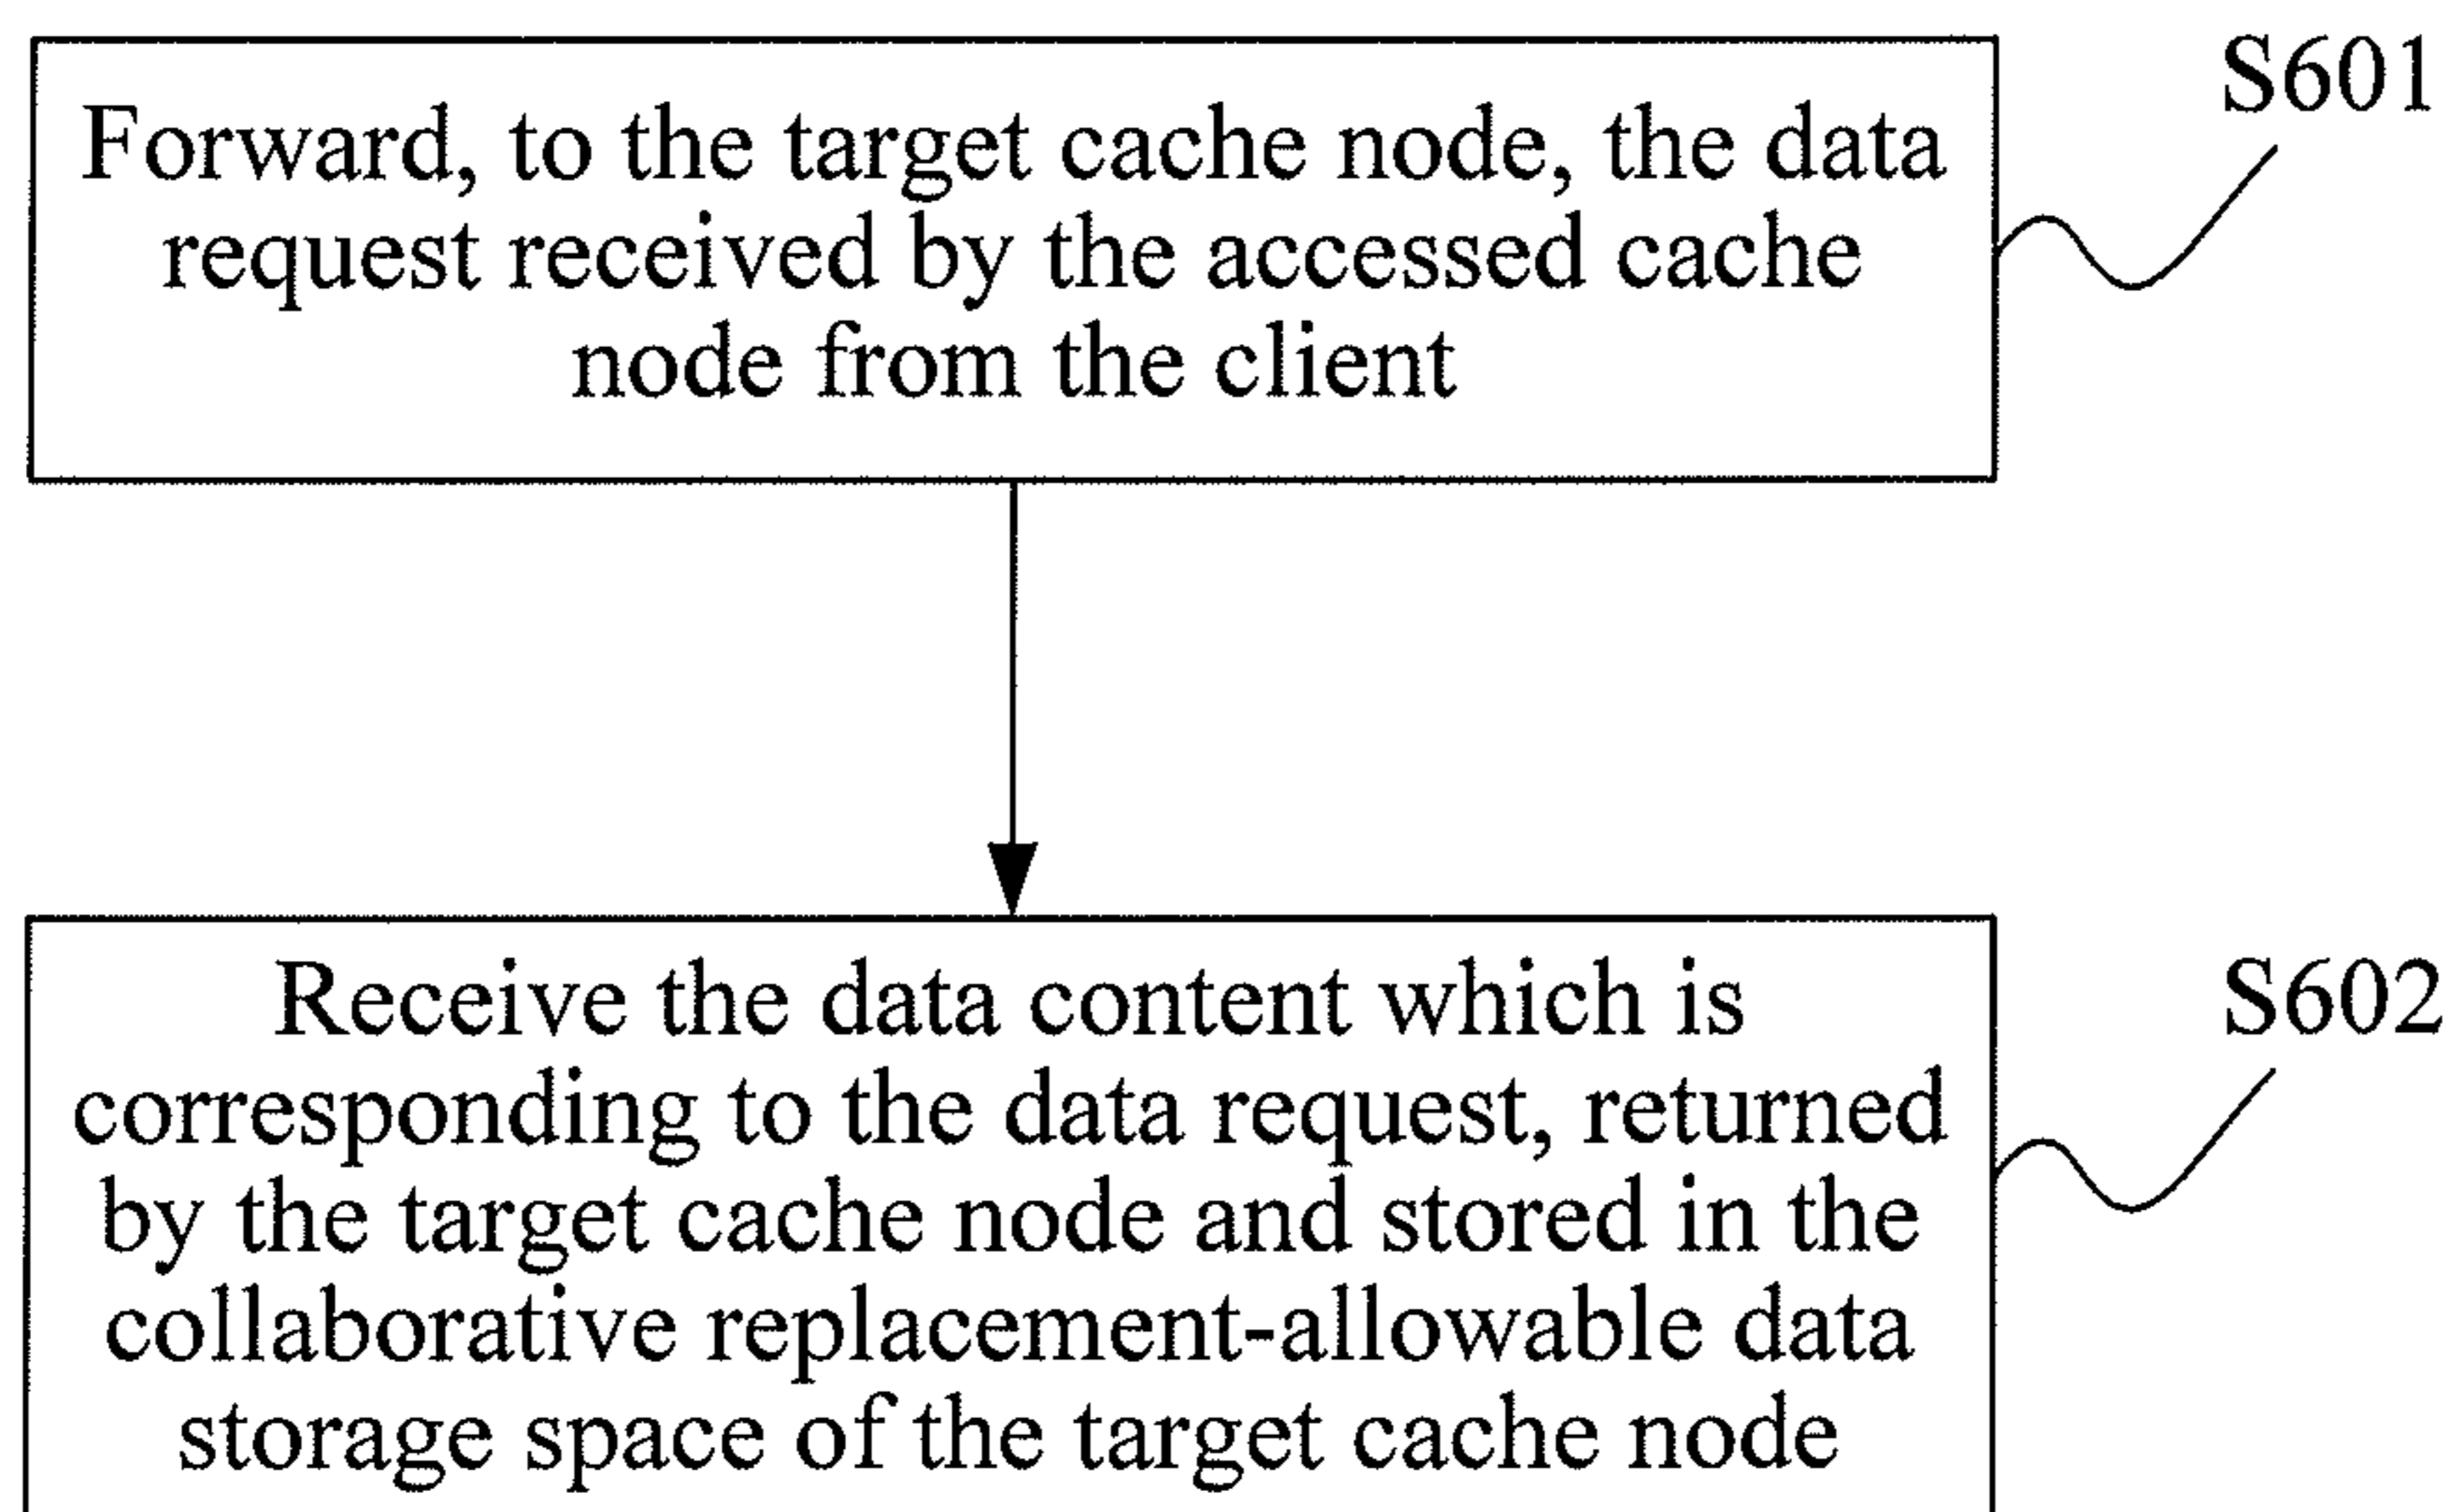 S601
Forward, to the target cache node, the data
request received by the accessed cache
node from the client
S602
Receive the data content which is
corresponding to the data request, returned
by the target cache node and stored in the
collaborative replacement-allowable data
storage space of the target cache node